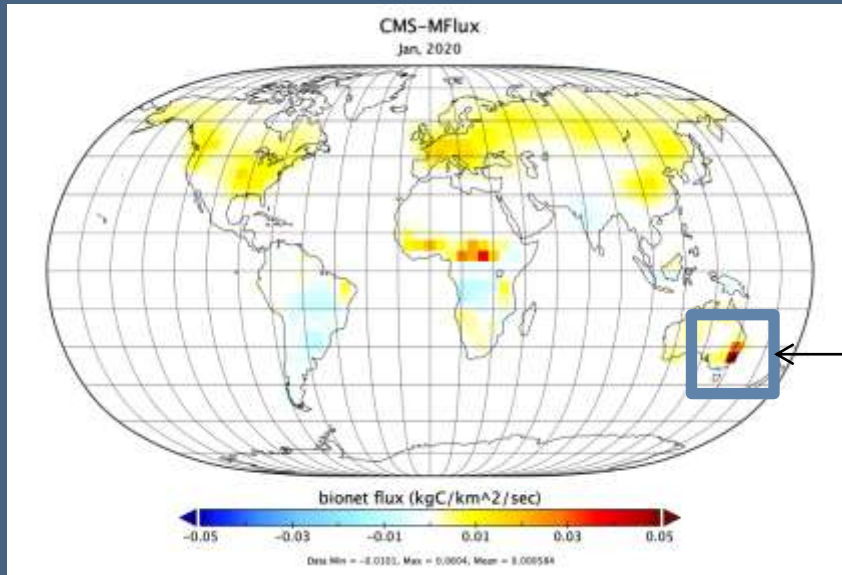 CMS-MFlux
Jan, 2020
bionet flux (kgC/km^2/sec)
-0.05 -0.03 -0.01 0.01 0.03 0.05
Data Min = -0.0101, Max = 0.0604, Mean = 0.000584